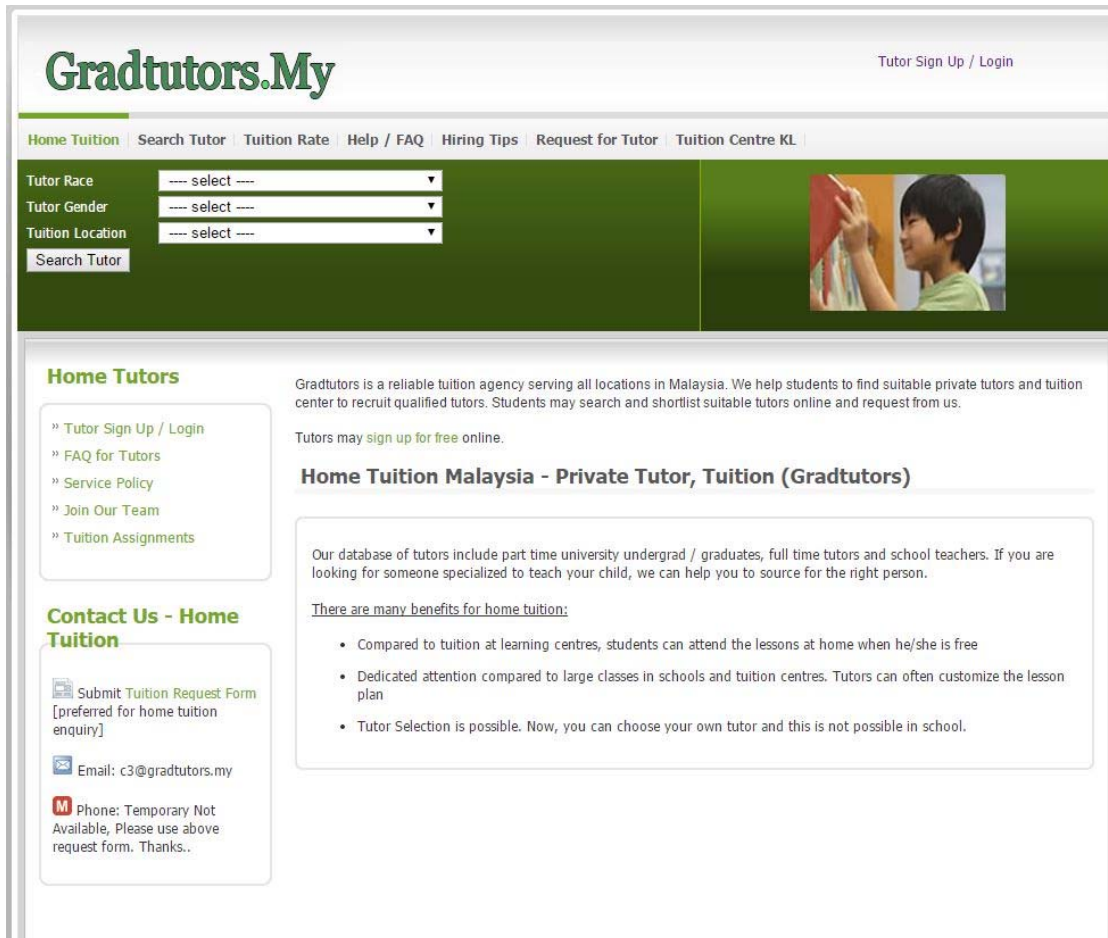 Gradtutors.My
Tutor Sign Up / Login
Home Tuition
Search Tutor
Tuition Rate
Help / FAQ
Hiring Tips
Request for Tutor
Tuition Centre KL
Tutor Race
---- select ----
Tutor Gender
---- select ----
Tuition Location
---- select ----
Search Tutor
Home Tutors
» Tutor Sign Up / Login
» FAQ for Tutors
» Service Policy
» Join Our Team
» Tuition Assignments
Contact Us - Home
Tuition
Submit Tuition Request Form
[preferred for home tuition
enquiry]
Email: c3@gradtutors.my
M Phone: Temporary Not
Available, Please use above
request form. Thanks..
Gradtutors is a reliable tuition agency serving all locations in Malaysia. We help students to find suitable private tutors and tuition
center to recruit qualified tutors. Students may search and shortlist suitable tutors online and request from us.
Tutors may sign up for free online.
Home Tuition Malaysia - Private Tutor, Tuition (Gradtutors)
Our database of tutors include part time university undergrad / graduates, full time tutors and school teachers. If you are
looking for someone specialized to teach your child, we can help you to source for the right person.
There are many benefits for home tuition:
• Compared to tuition at learning centres, students can attend the lessons at home when he/she is free
• Dedicated attention compared to large classes in schools and tuition centres. Tutors can often customize the lesson
plan
• Tutor Selection is possible. Now, you can choose your own tutor and this is not possible in school.